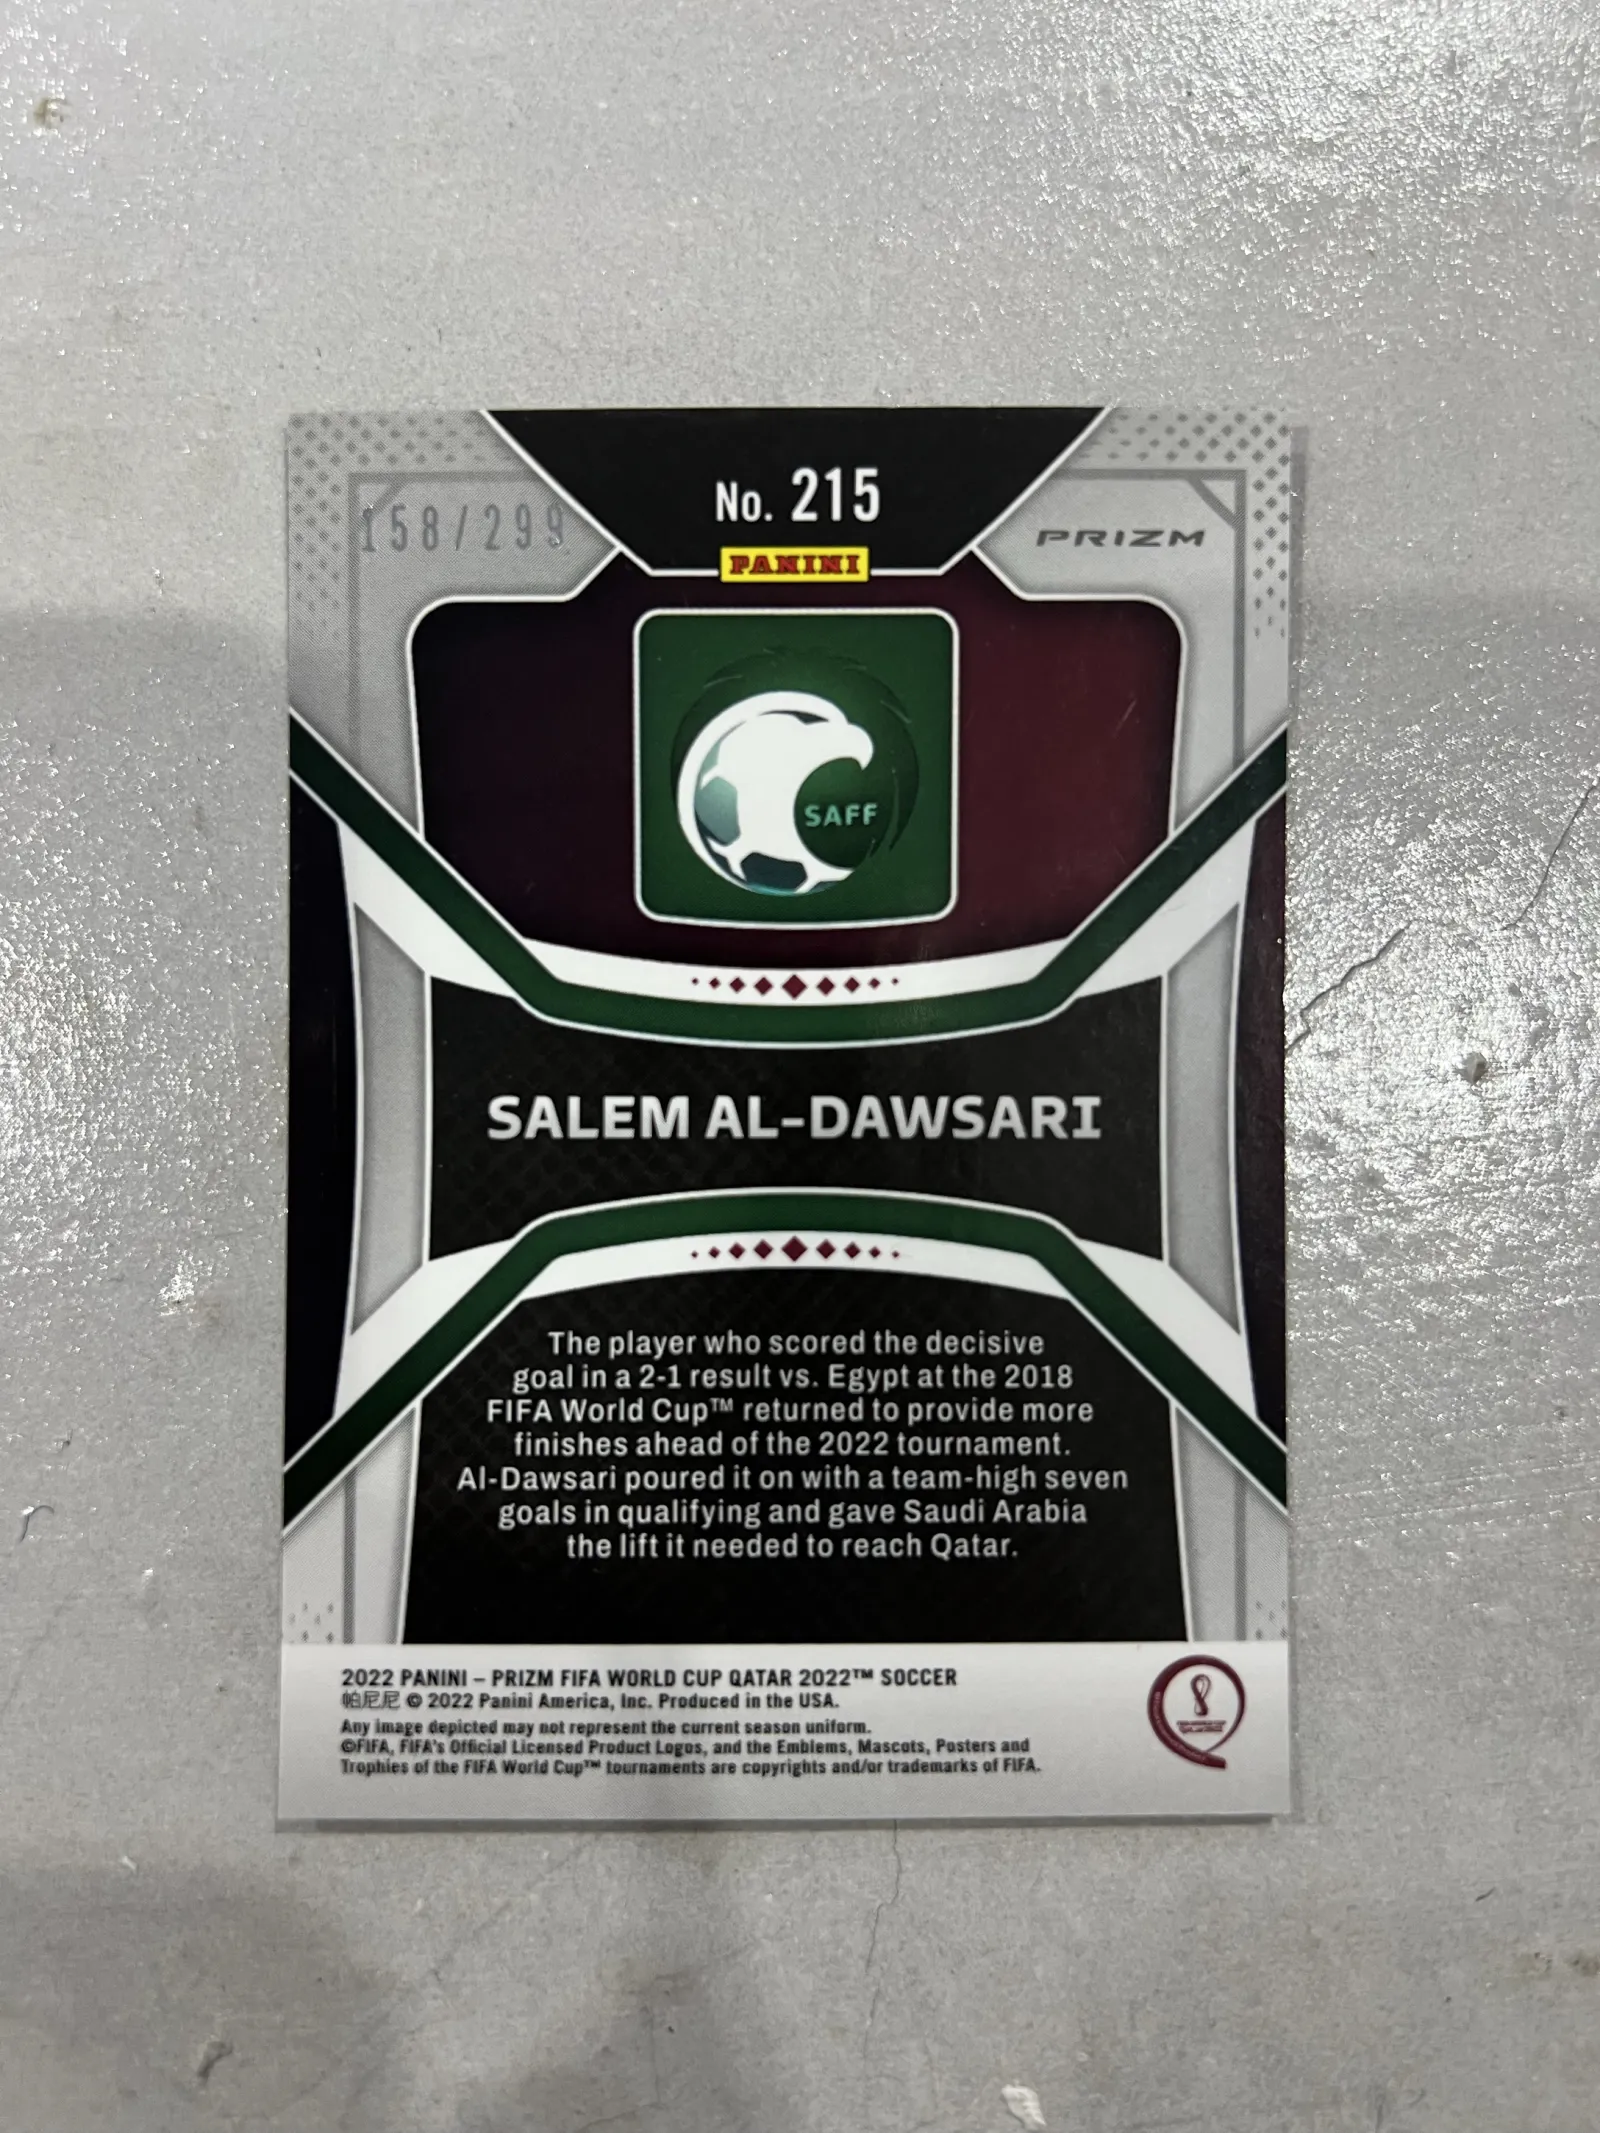 No. 215
158/299
PRIZM
PANINI
SAFF
SALEM AL-DAWSARI
The player who scored the decisive
goal in a 2-1 result vs. Egypt at the 2018
FIFA World Cup™ returned to provide more
finishes ahead of the 2022 tournament.
Al-Dawsari poured it on with a team-high seven
goals in qualifying and gave Saudi Arabia
the lift it needed to reach Qatar.
2022 PANINI – PRIZM FIFA WORLD CUP QATAR 2022™ SOCCER
帕尼尼 © 2022 Panini America, Inc. Produced in the USA.
Any image depicted may not represent the current season uniform.
©FIFA, FIFA's Official Licensed Product Logos, and the Emblems, Mascots, Posters and
Trophies of the FIFA World Cup™ tournaments are copyrights and/or trademarks of FIFA.